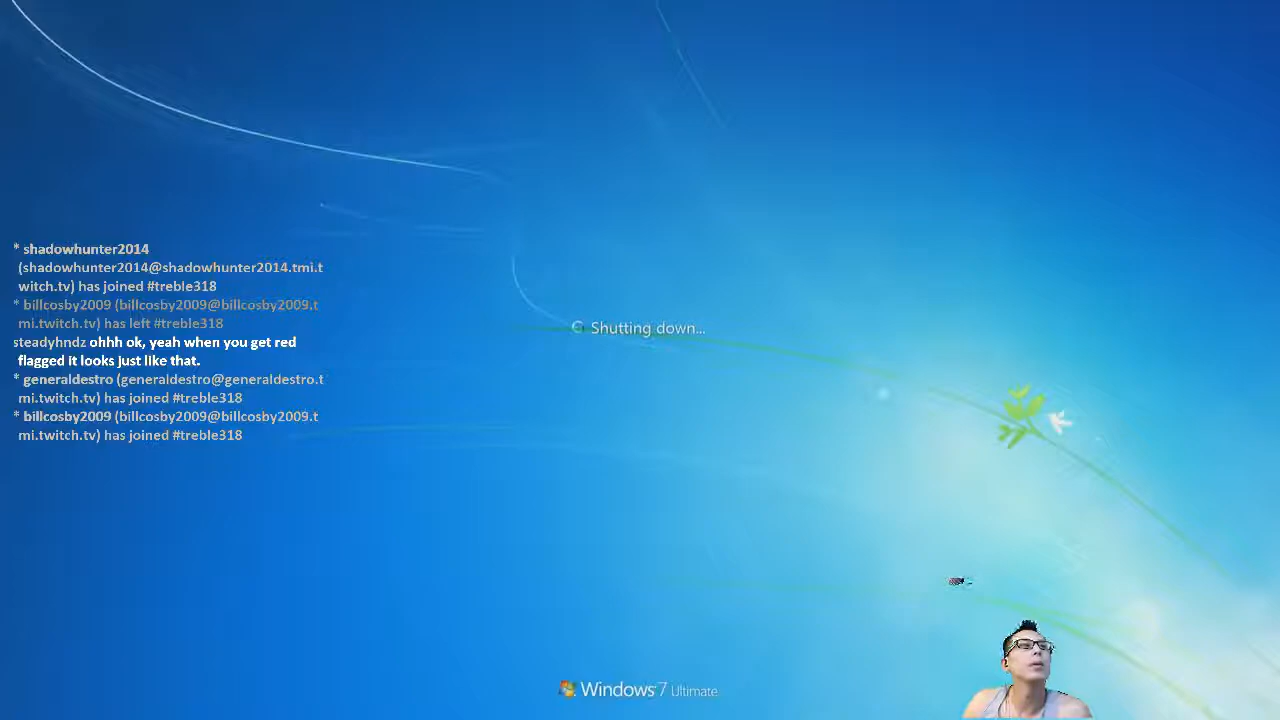 * shadowhunter2014
(shadowhunter2014@shadowhunter2014.tmi.t
witch.tv) has joined #treble318
* billcosby2009 (billcosby2009@billcosby2009.t
mi.twitch.tv) has left #treble318
steadyhndz ohhh ok, yeah when you get red
flagged it looks just like that.
* generaldestro (generaldestro@generaldestro.t
mi.twitch.tv) has joined #treble318
* billcosby2009 (billcosby2009@billcosby2009.t
mi.twitch.tv) has joined #treble318
Shutting down...
Windows 7 Ultimate